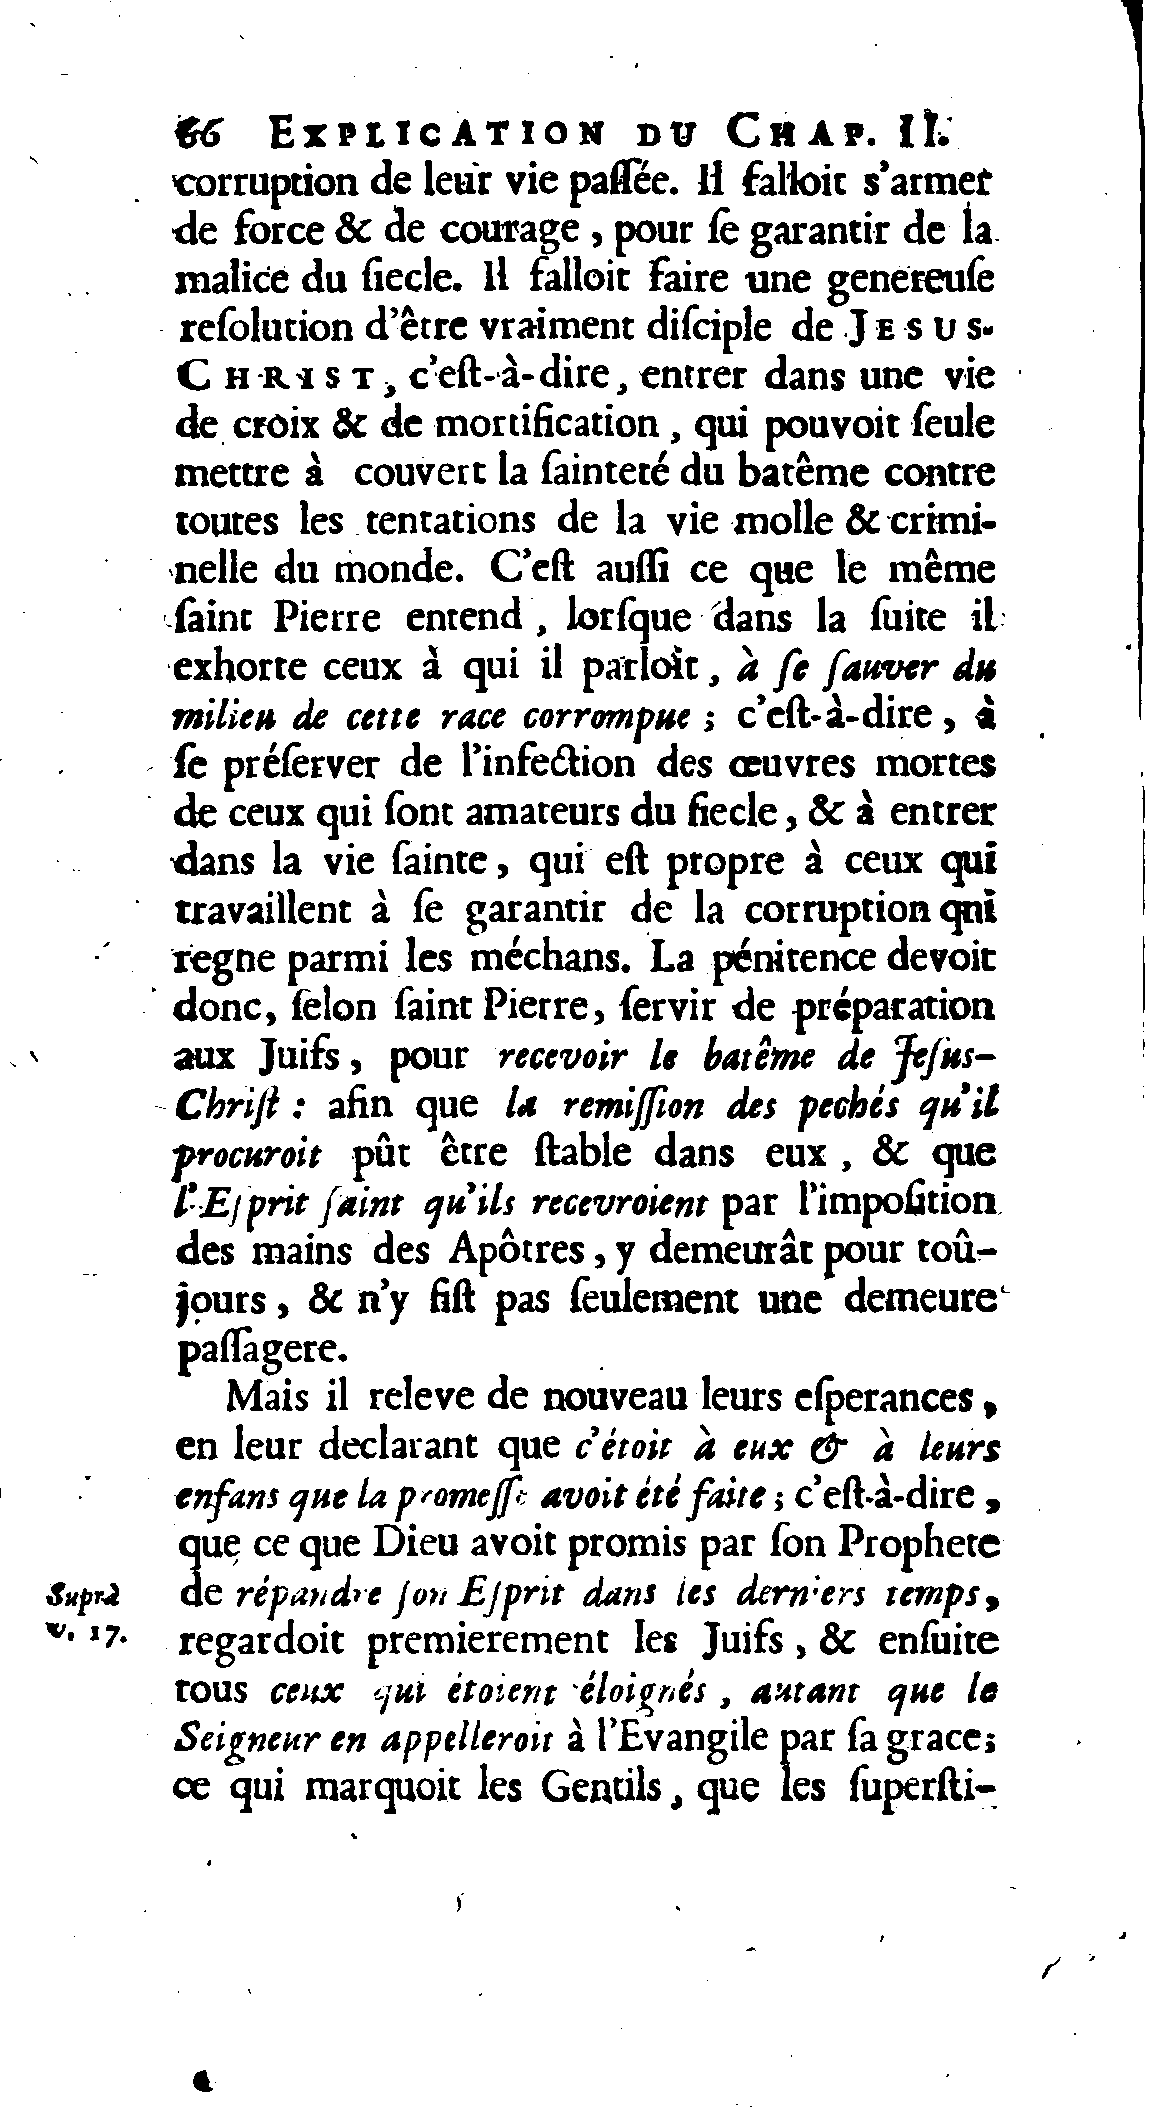 66 EXPLICATION DU CHAP. II.
corruption de leur vie paſſée. Il falloit s'armer
de force & de courage, pour ſe garantir de la
malice du ſiecle. Il falloit faire une genereuſe
reſolution d'être vraiment diſciple de JESUS-
CHRIST, c'eſt-à-dire, entrer dans une vie
de croix & de mortification, qui pouvoit ſeule
mettre à couvert la ſainteté du batême contre
toutes les tentations de la vie molle & crimi-
nelle du monde. C'eſt auſſi ce que le même
ſaint Pierre entend, lorſque dans la ſuite il
exhorte ceux à qui il parloit, à ſe ſauver du
milieu de cette race corrompue; c'eſt-à-dire, à
ſe préſerver de l'infection des œuvres mortes
de ceux qui ſont amateurs du ſiecle, & à entrer
dans la vie ſainte, qui eſt propre à ceux qui
travaillent à ſe garantir de la corruption qni
regne parmi les méchans. La pénitence devoit
donc, ſelon ſaint Pierre, ſervir de préparation
aux Juifs, pour recevoir le batême de Jeſus-
Chriſt : afin que la remiſſion des pechés qu'il
procuroit pût être ſtable dans eux, & que
l'Eſprit ſaint qu'ils recevroient par l'impoſition
des mains des Apôtres, y demeurât pour toû-
jours, & n'y fiſt pas ſeulement une demeure
paſſagere.
Mais il releve de nouveau leurs eſperances,
en leur declarant que c'étoit à eux & à leurs
enfans que la promeſſe avoit été faite; c'eſt-à-dire,
que ce que Dieu avoit promis par ſon Prophete
Suprà v. 17.
de répandre ſon Eſprit dans les derniers temps,
regardoit premierement les Juifs, & enſuite
tous ceux qui étoient éloignés, autant que le
Seigneur en appelleroit à l'Evangile par ſa grace;
ce qui marquoit les Gentils, que les ſuperſti-